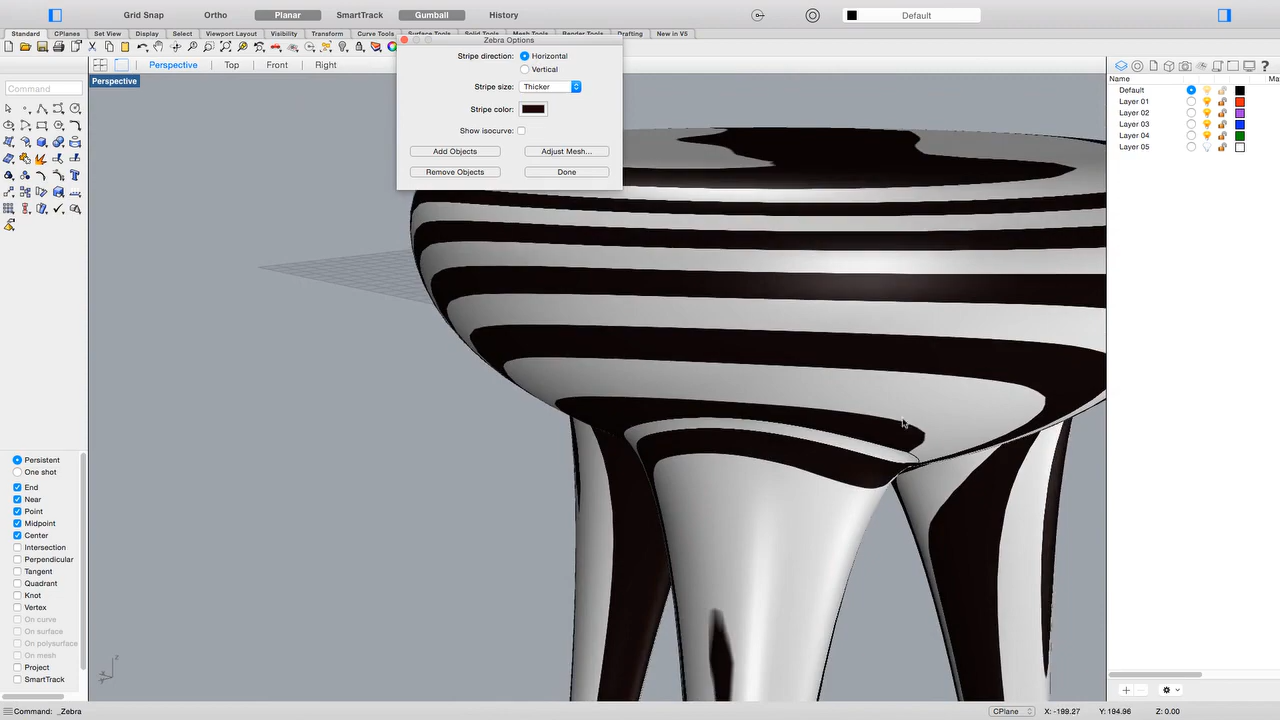 Grid Snap Ortho Planar SmartTrack Gumball History Default
Standard CPlanes Set View Display Select Viewport Layout Visibility Transform Curve Tools Surface Tools Solid Tools Mesh Tools Render Tools Drafting New in V5
Zebra Options
Stripe direction: Horizontal
Vertical
Stripe size: Thicker
Stripe color:
Show isocurve:
Add Objects Adjust Mesh...
Remove Objects Done
Perspective Top Front Right
Perspective
Command
Name Ma
Default
Layer 01
Layer 02
Layer 03
Layer 04
Layer 05
Persistent
One shot
End
Near
Point
Midpoint
Center
Intersection
Perpendicular
Tangent
Quadrant
Knot
Vertex
On curve
On surface
On polysurface
On mesh
Project
SmartTrack
z
x
y
Command: _Zebra CPlane X: -199.27 Y: 194.96 Z: 0.00